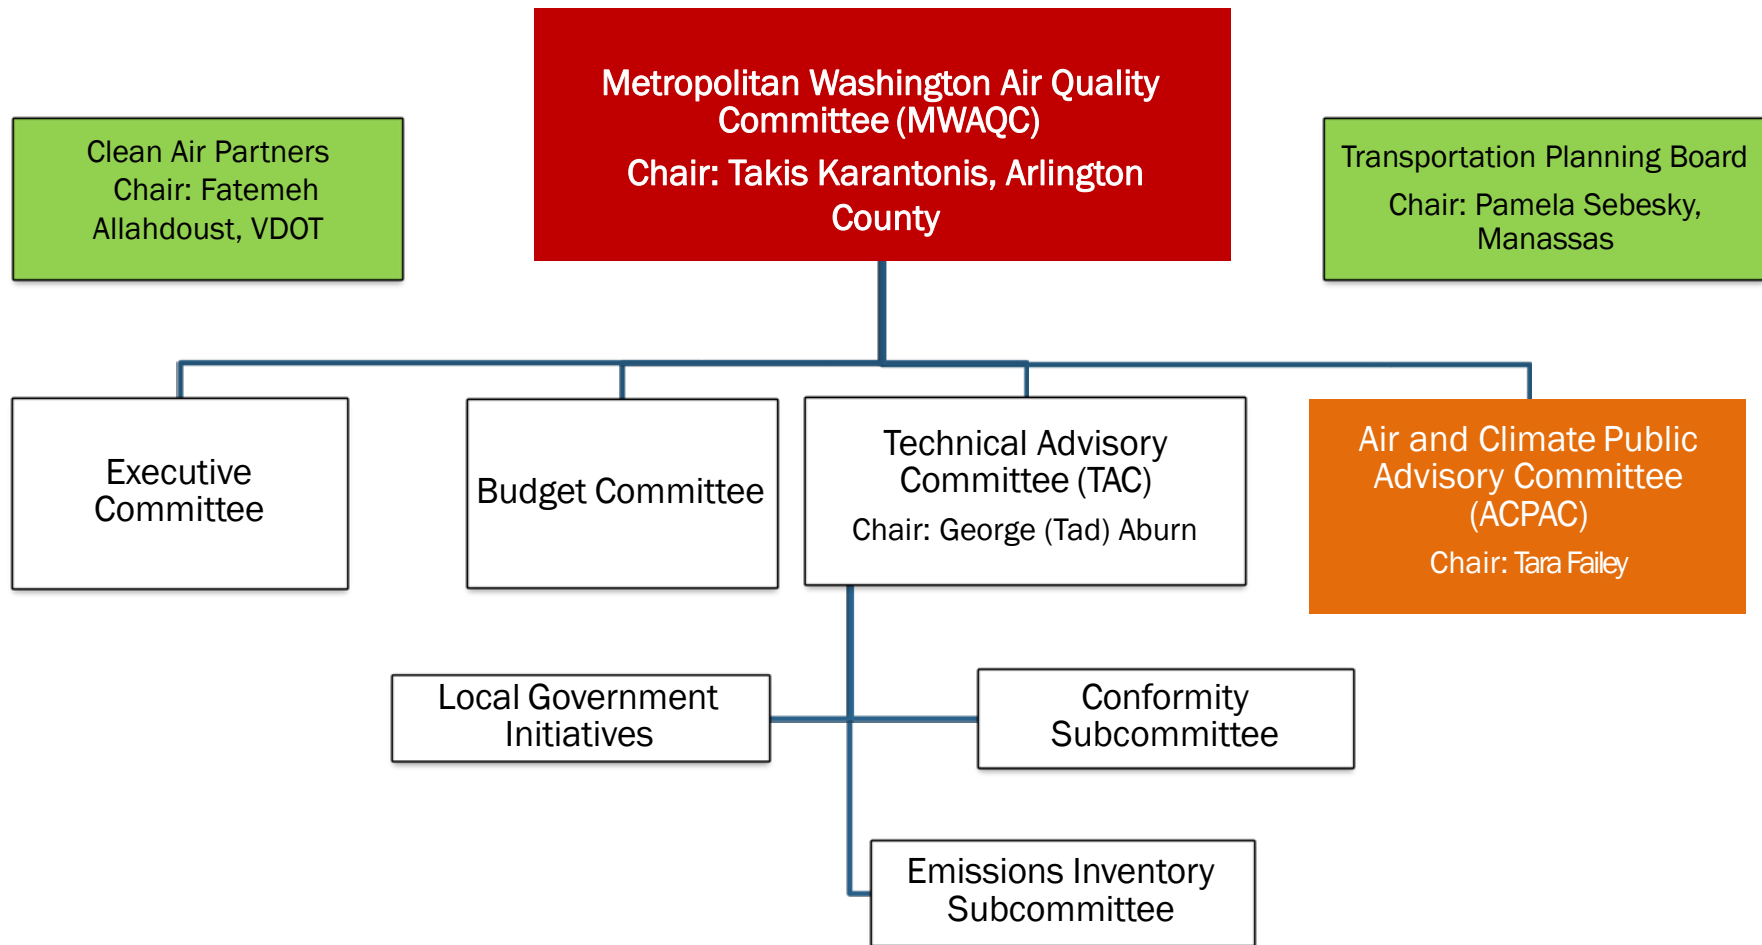 Metropolitan Washington Air Quality
Committee (MWAQC)
Chair: Takis Karantonis, Arlington
County
Clean Air Partners
Chair: Fatemeh
Allahdoust, VDOT
Transportation Planning Board
Chair: Pamela Sebesky,
Manassas
Executive
Committee
Budget Committee
Technical Advisory
Committee (TAC)
Chair: George (Tad) Aburn
Air and Climate Public
Advisory Committee
(ACPAC)
Chair: Tara Failey
Local Government
Initiatives
Conformity
Subcommittee
Emissions Inventory
Subcommittee